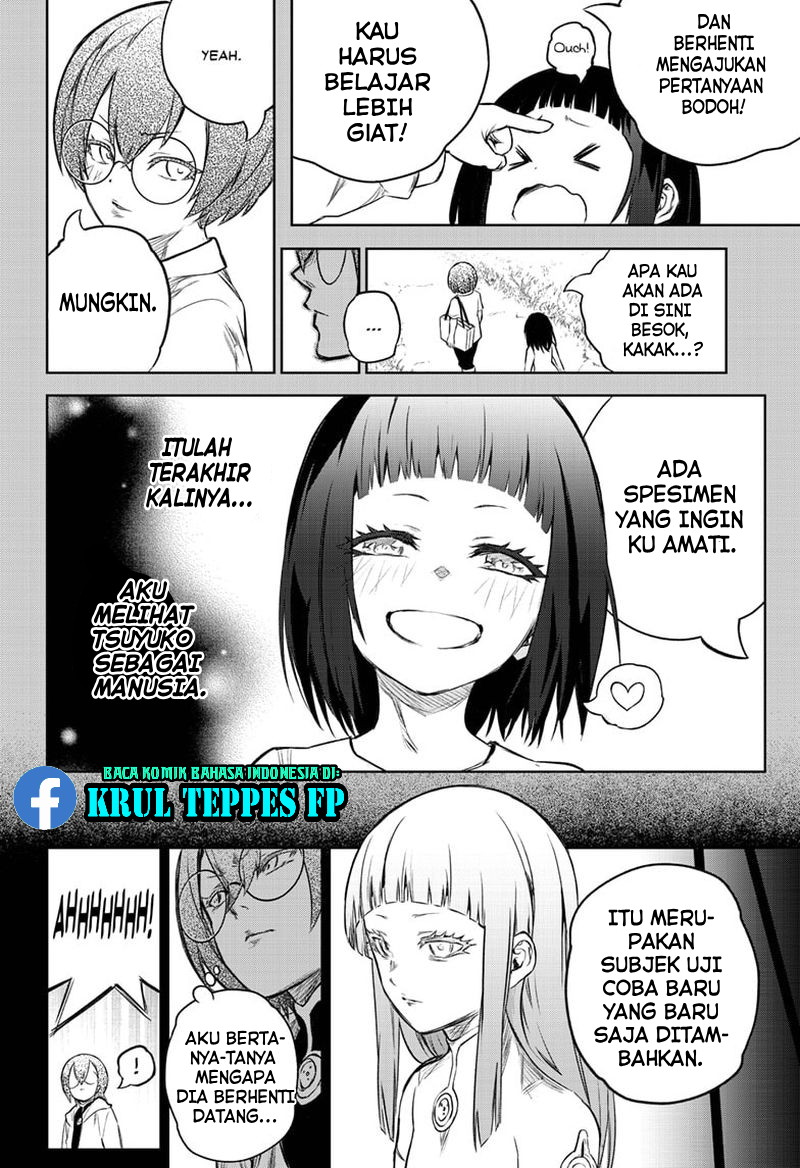 DAN
BERHENTI
MENGAJUKAN
PERTANYAAN
BODOH!
Ouch!
KAU
HARUS
BELAJAR
LEBIH
GIAT!
YEAH.
MUNGKIN.
APA KAU
AKAN ADA
DI SINI
BESOK,
KAKAK...?
...
ADA
SPESIMEN
YANG INGIN
KU AMATI.
ITULAH
TERAKHIR
KALINYA...
AKU
MELIHAT
TSUYUKO
SEBAGAI
MANUSIA.
BACA KOMIK BAHASA INDONESIA DI:
KRUL TEPPES FP
ITU MERU-
PAKAN
SUBJEK UJI
COBA BARU
YANG BARU
SAJA DITAM-
BAHKAN.
AKU BERTA-
NYA-TANYA
MENGAPA
DIA BERHENTI
DATANG...
AHHHHHHH!
!